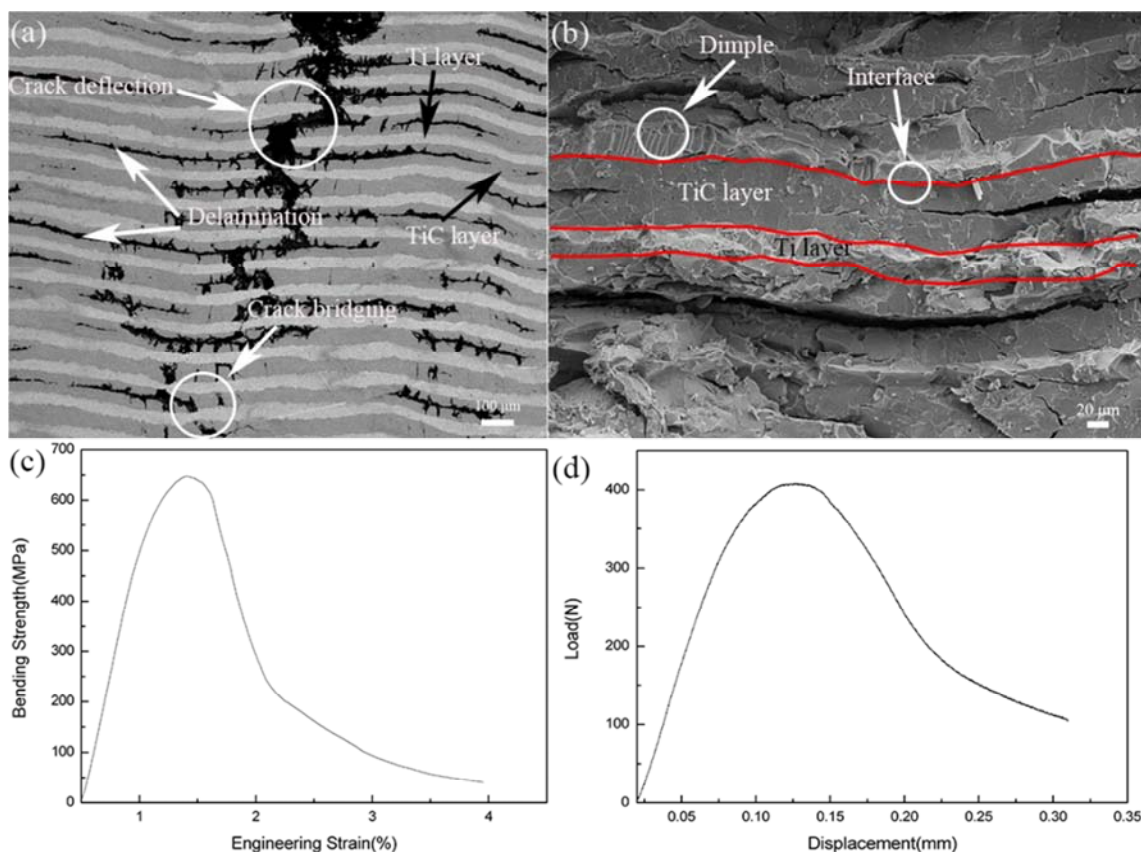 (a)
Ti layer
Crack deflection
Delamination
TiC layer
Crack bridging
100 μm
(b)
Dimple
Interface
TiC layer
Ti layer
20 μm
(c)
700
600
500
400
300
200
100
0
Bending Strength(MPa)
1 2 3 4
Engineering Strain(%)
(d)
400
300
200
100
0
Load(N)
0.05 0.10 0.15 0.20 0.25 0.30 0.35
Displacement(mm)